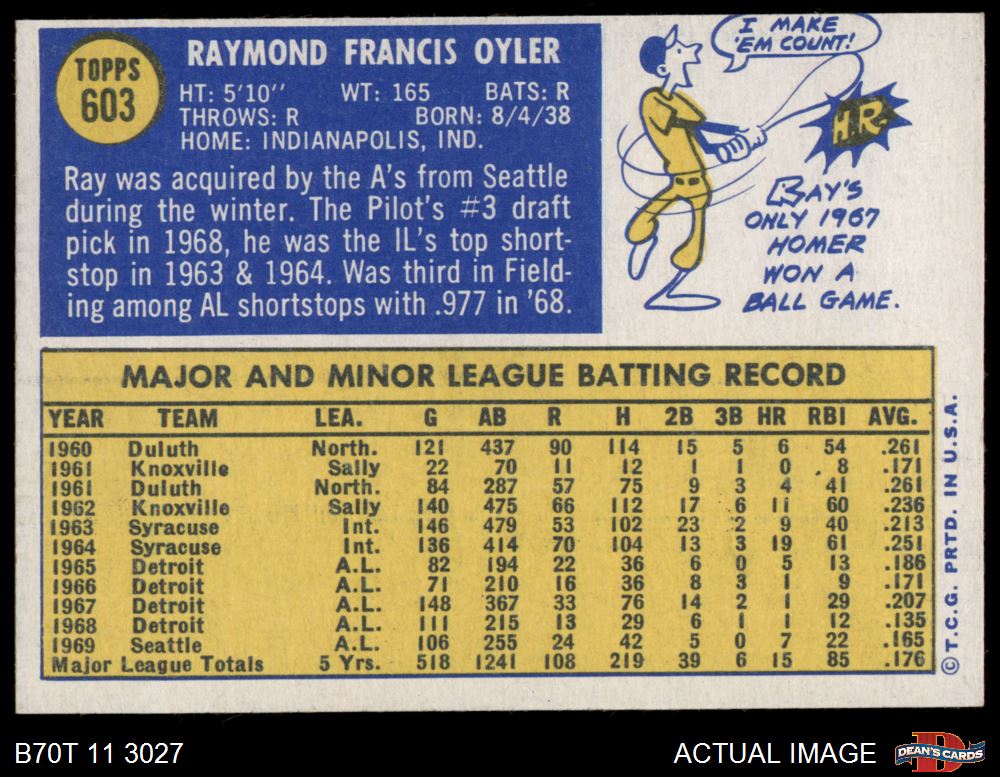 TOPPS
603
RAYMOND FRANCIS OYLER
HT: 5'10" WT: 165 BATS: R
THROWS: R BORN: 8/4/38
HOME: INDIANAPOLIS, IND.
Ray was acquired by the A's from Seattle
during the winter. The Pilot's #3 draft
pick in 1968, he was the IL's top short-
stop in 1963 & 1964. Was third in Field-
ing among AL shortstops with .977 in '68.
I MAKE
'EM COUNT!
H.R.
RAY'S
ONLY 1967
HOMER
WON A
BALL GAME.
MAJOR AND MINOR LEAGUE BATTING RECORD
YEAR TEAM LEA. G AB R H 2B 3B HR RBI AVG.
1960 Duluth North. 121 437 90 114 15 5 6 54 .261
1961 Knoxville Sally 22 70 11 12 1 1 0 8 .171
1961 Duluth North. 84 287 57 75 9 3 4 41 .261
1962 Knoxville Sally 140 475 66 112 17 6 11 60 .236
1963 Syracuse Int. 146 479 53 102 23 2 9 40 .213
1964 Syracuse Int. 136 414 70 104 13 3 19 61 .251
1965 Detroit A.L. 82 194 22 36 6 0 5 13 .186
1966 Detroit A.L. 71 210 16 36 8 3 1 9 .171
1967 Detroit A.L. 148 367 33 76 14 2 1 29 .207
1968 Detroit A.L. 111 215 13 29 6 1 1 12 .135
1969 Seattle A.L. 106 255 24 42 5 0 7 22 .165
Major League Totals 5 Yrs. 518 1241 108 219 39 6 15 85 .176
© T.C.G. PRTD. IN U.S.A.
B70T 11 3027
ACTUAL IMAGE
D
DEAN'S CARDS